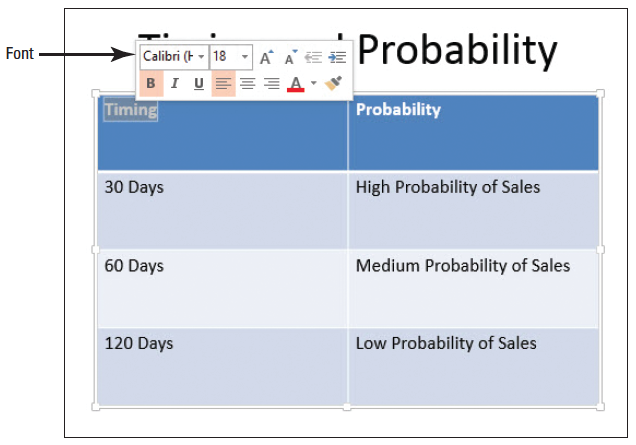 Probability
Font
Calibri (H 18 A A
B I U A
Timing Probability
30 Days High Probability of Sales
60 Days Medium Probability of Sales
120 Days Low Probability of Sales